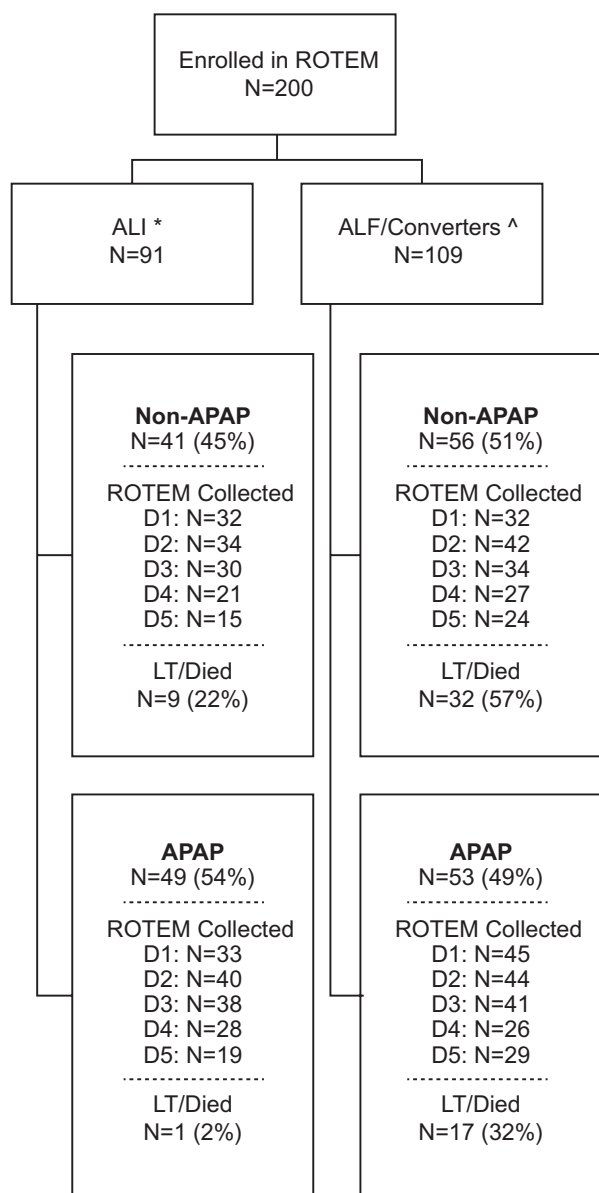 Enrolled in ROTEM
N=200
ALI *
N=91
ALF/Converters ^
N=109
Non-APAP
N=41 (45%)
ROTEM Collected
D1: N=32
D2: N=34
D3: N=30
D4: N=21
D5: N=15
LT/Died
N=9 (22%)
Non-APAP
N=56 (51%)
ROTEM Collected
D1: N=32
D2: N=42
D3: N=34
D4: N=27
D5: N=24
LT/Died
N=32 (57%)
APAP
N=49 (54%)
ROTEM Collected
D1: N=33
D2: N=40
D3: N=38
D4: N=28
D5: N=19
LT/Died
N=1 (2%)
APAP
N=53 (49%)
ROTEM Collected
D1: N=45
D2: N=44
D3: N=41
D4: N=26
D5: N=29
LT/Died
N=17 (32%)